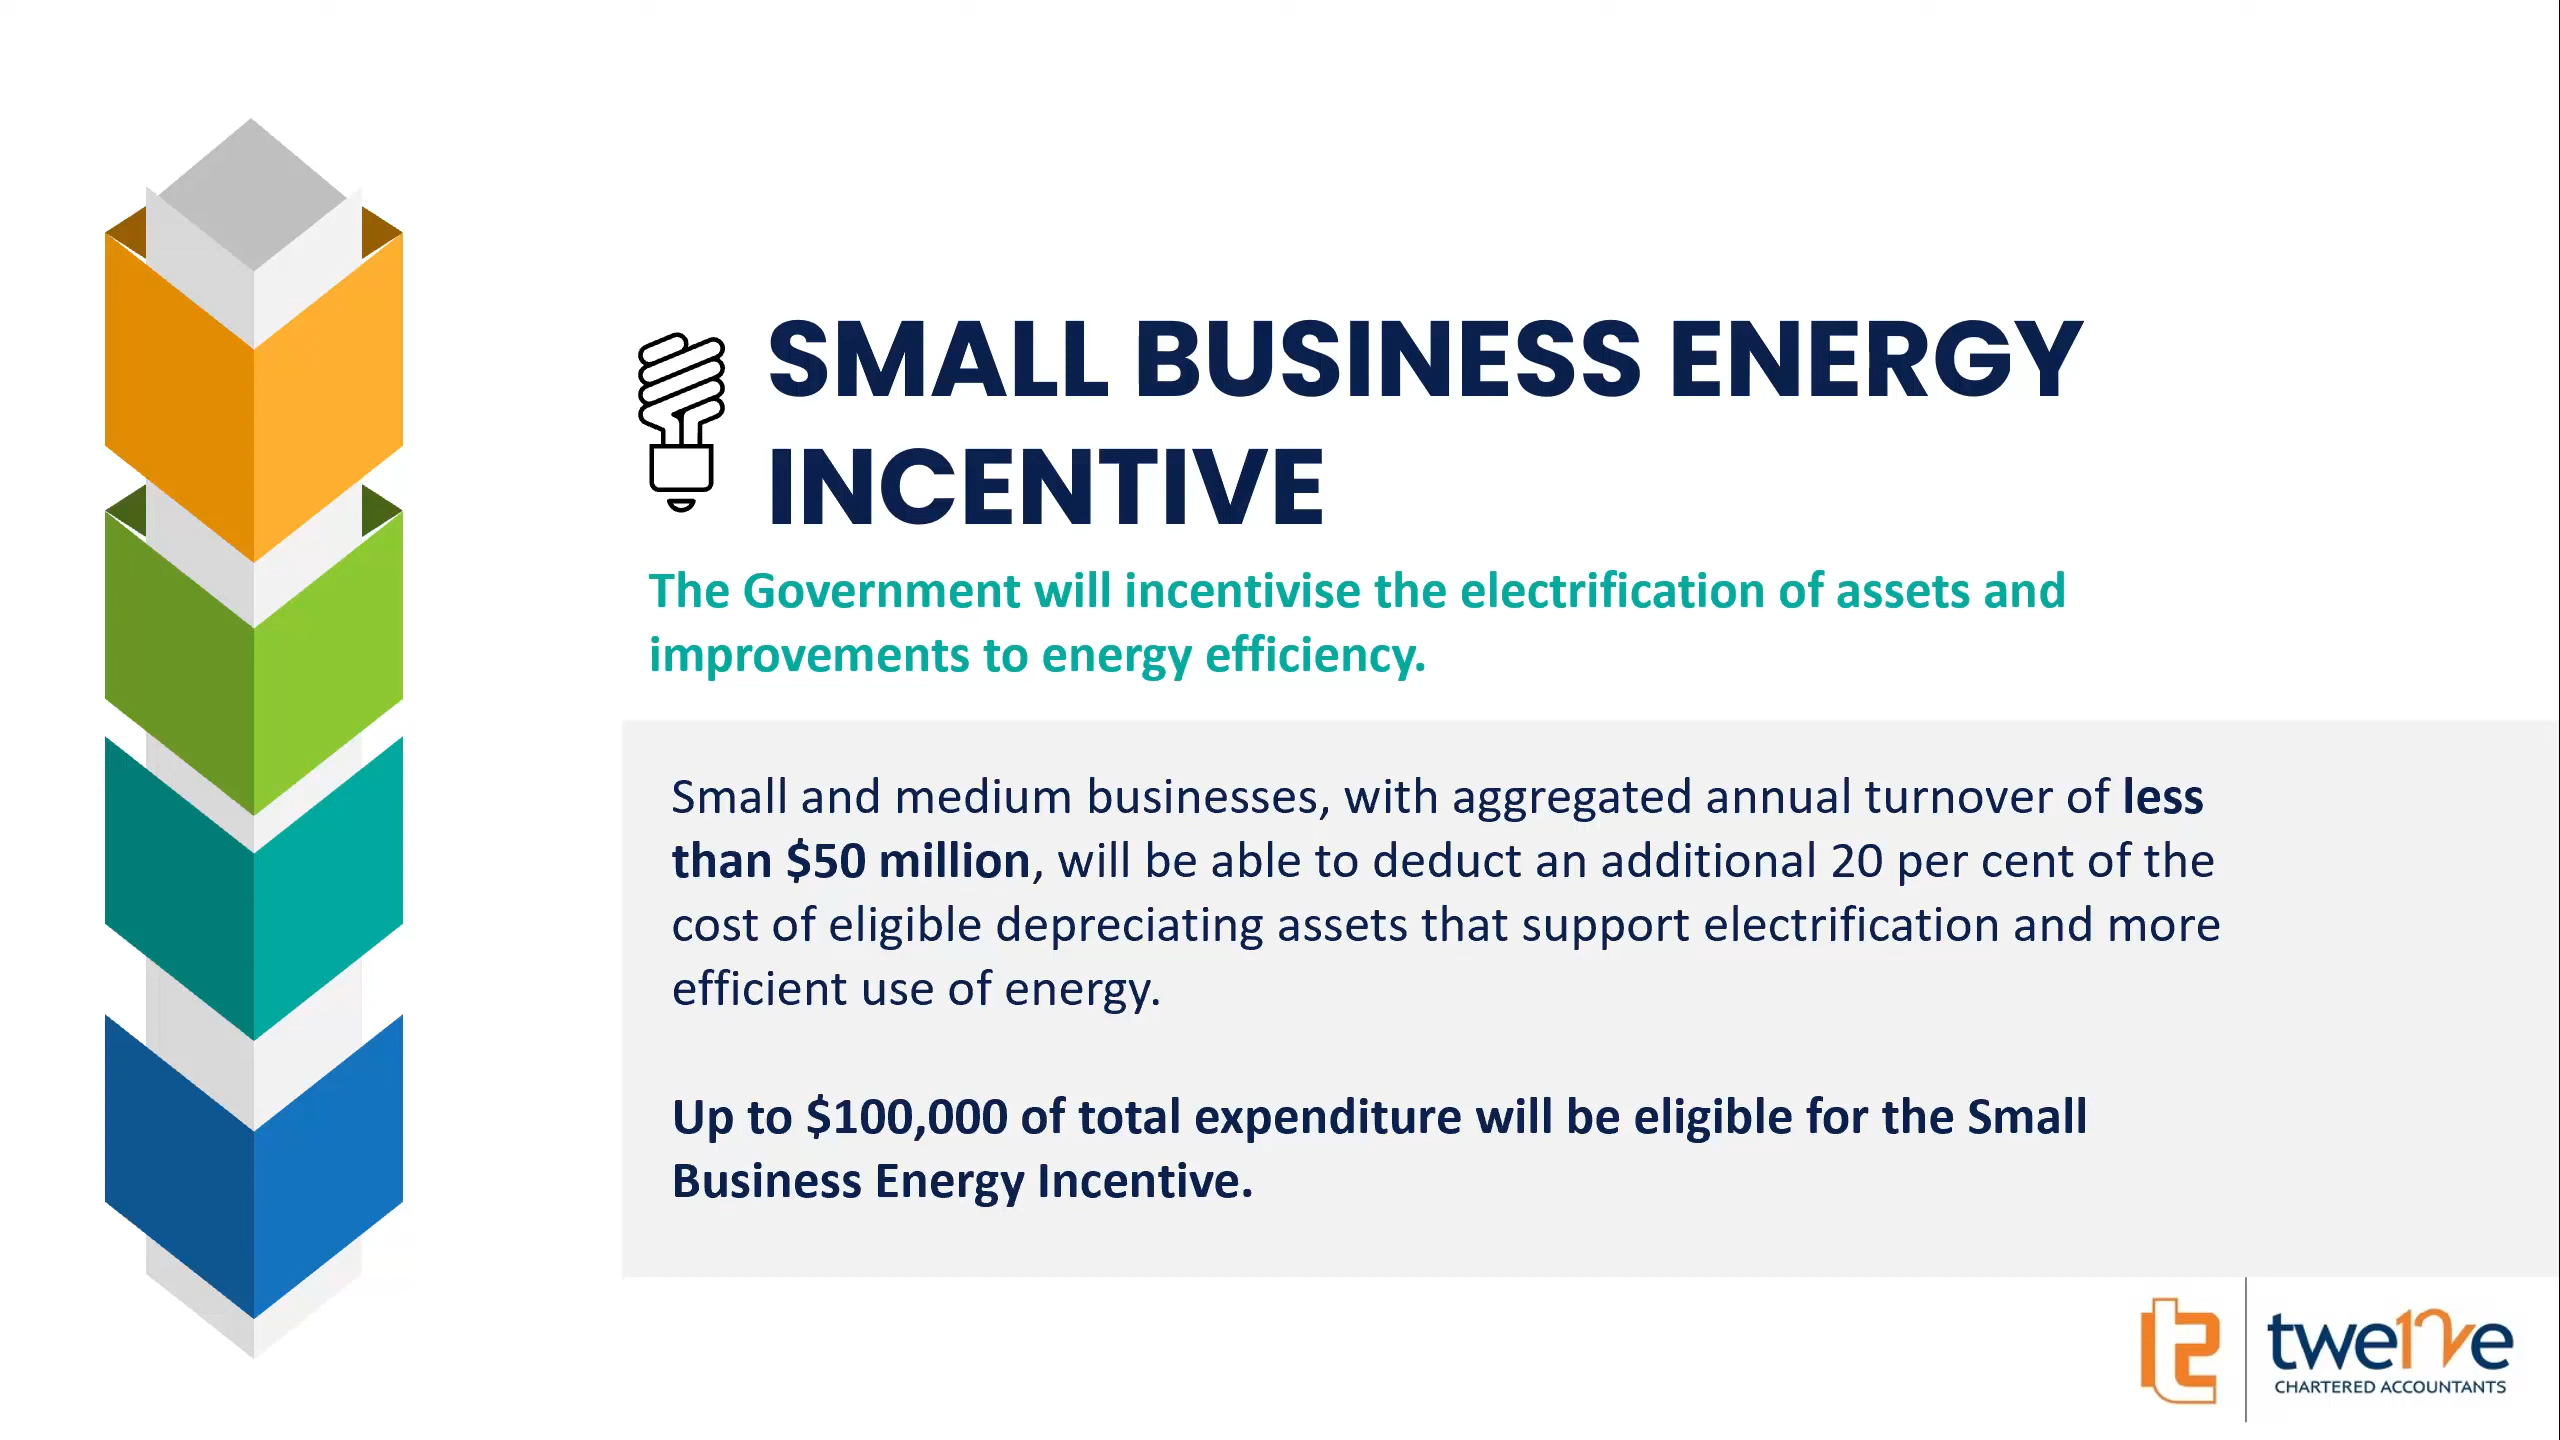 SMALL BUSINESS ENERGY
INCENTIVE
The Government will incentivise the electrification of assets and
improvements to energy efficiency.
Small and medium businesses, with aggregated annual turnover of less
than $50 million, will be able to deduct an additional 20 per cent of the
cost of eligible depreciating assets that support electrification and more
efficient use of energy.
Up to $100,000 of total expenditure will be eligible for the Small
Business Energy Incentive.
twe12ve
CHARTERED ACCOUNTANTS